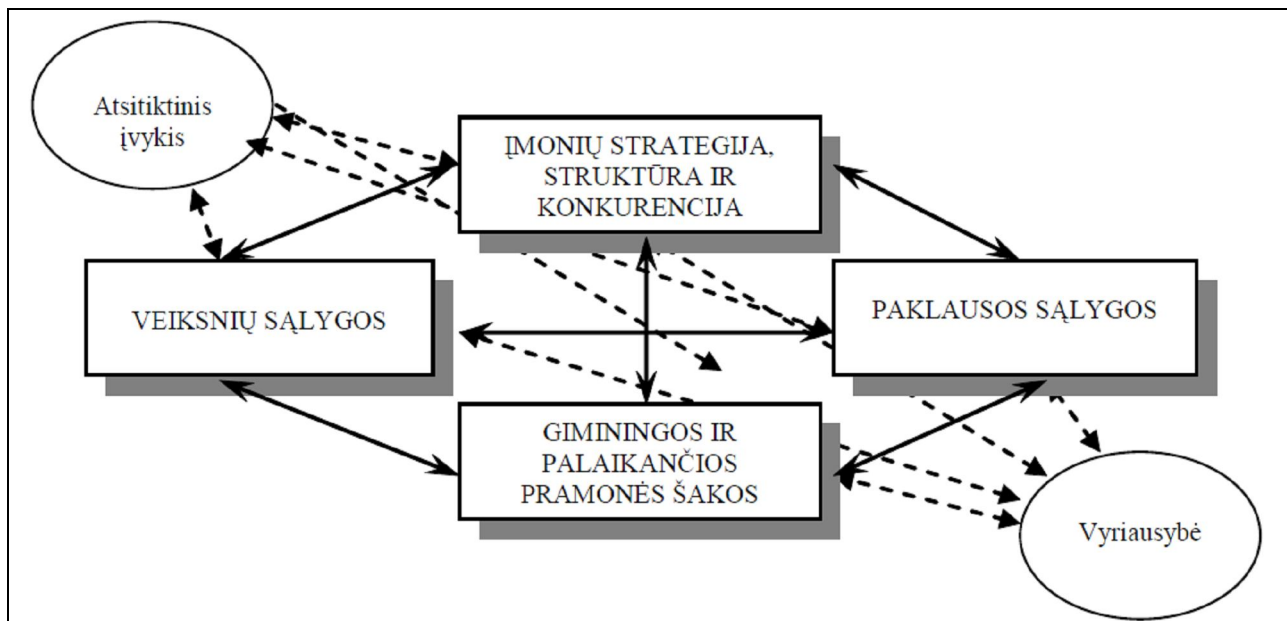 Atsitiktinis
įvykis
ĮMONIŲ STRATEGIJA,
STRUKTŪRA IR
KONKURENCIJA
VEIKSNIŲ SĄLYGOS
PAKLAUSOS SĄLYGOS
GIMININGOS IR
PALAIKANČIOS
PRAMONĖS ŠAKOS
Vyriausybė